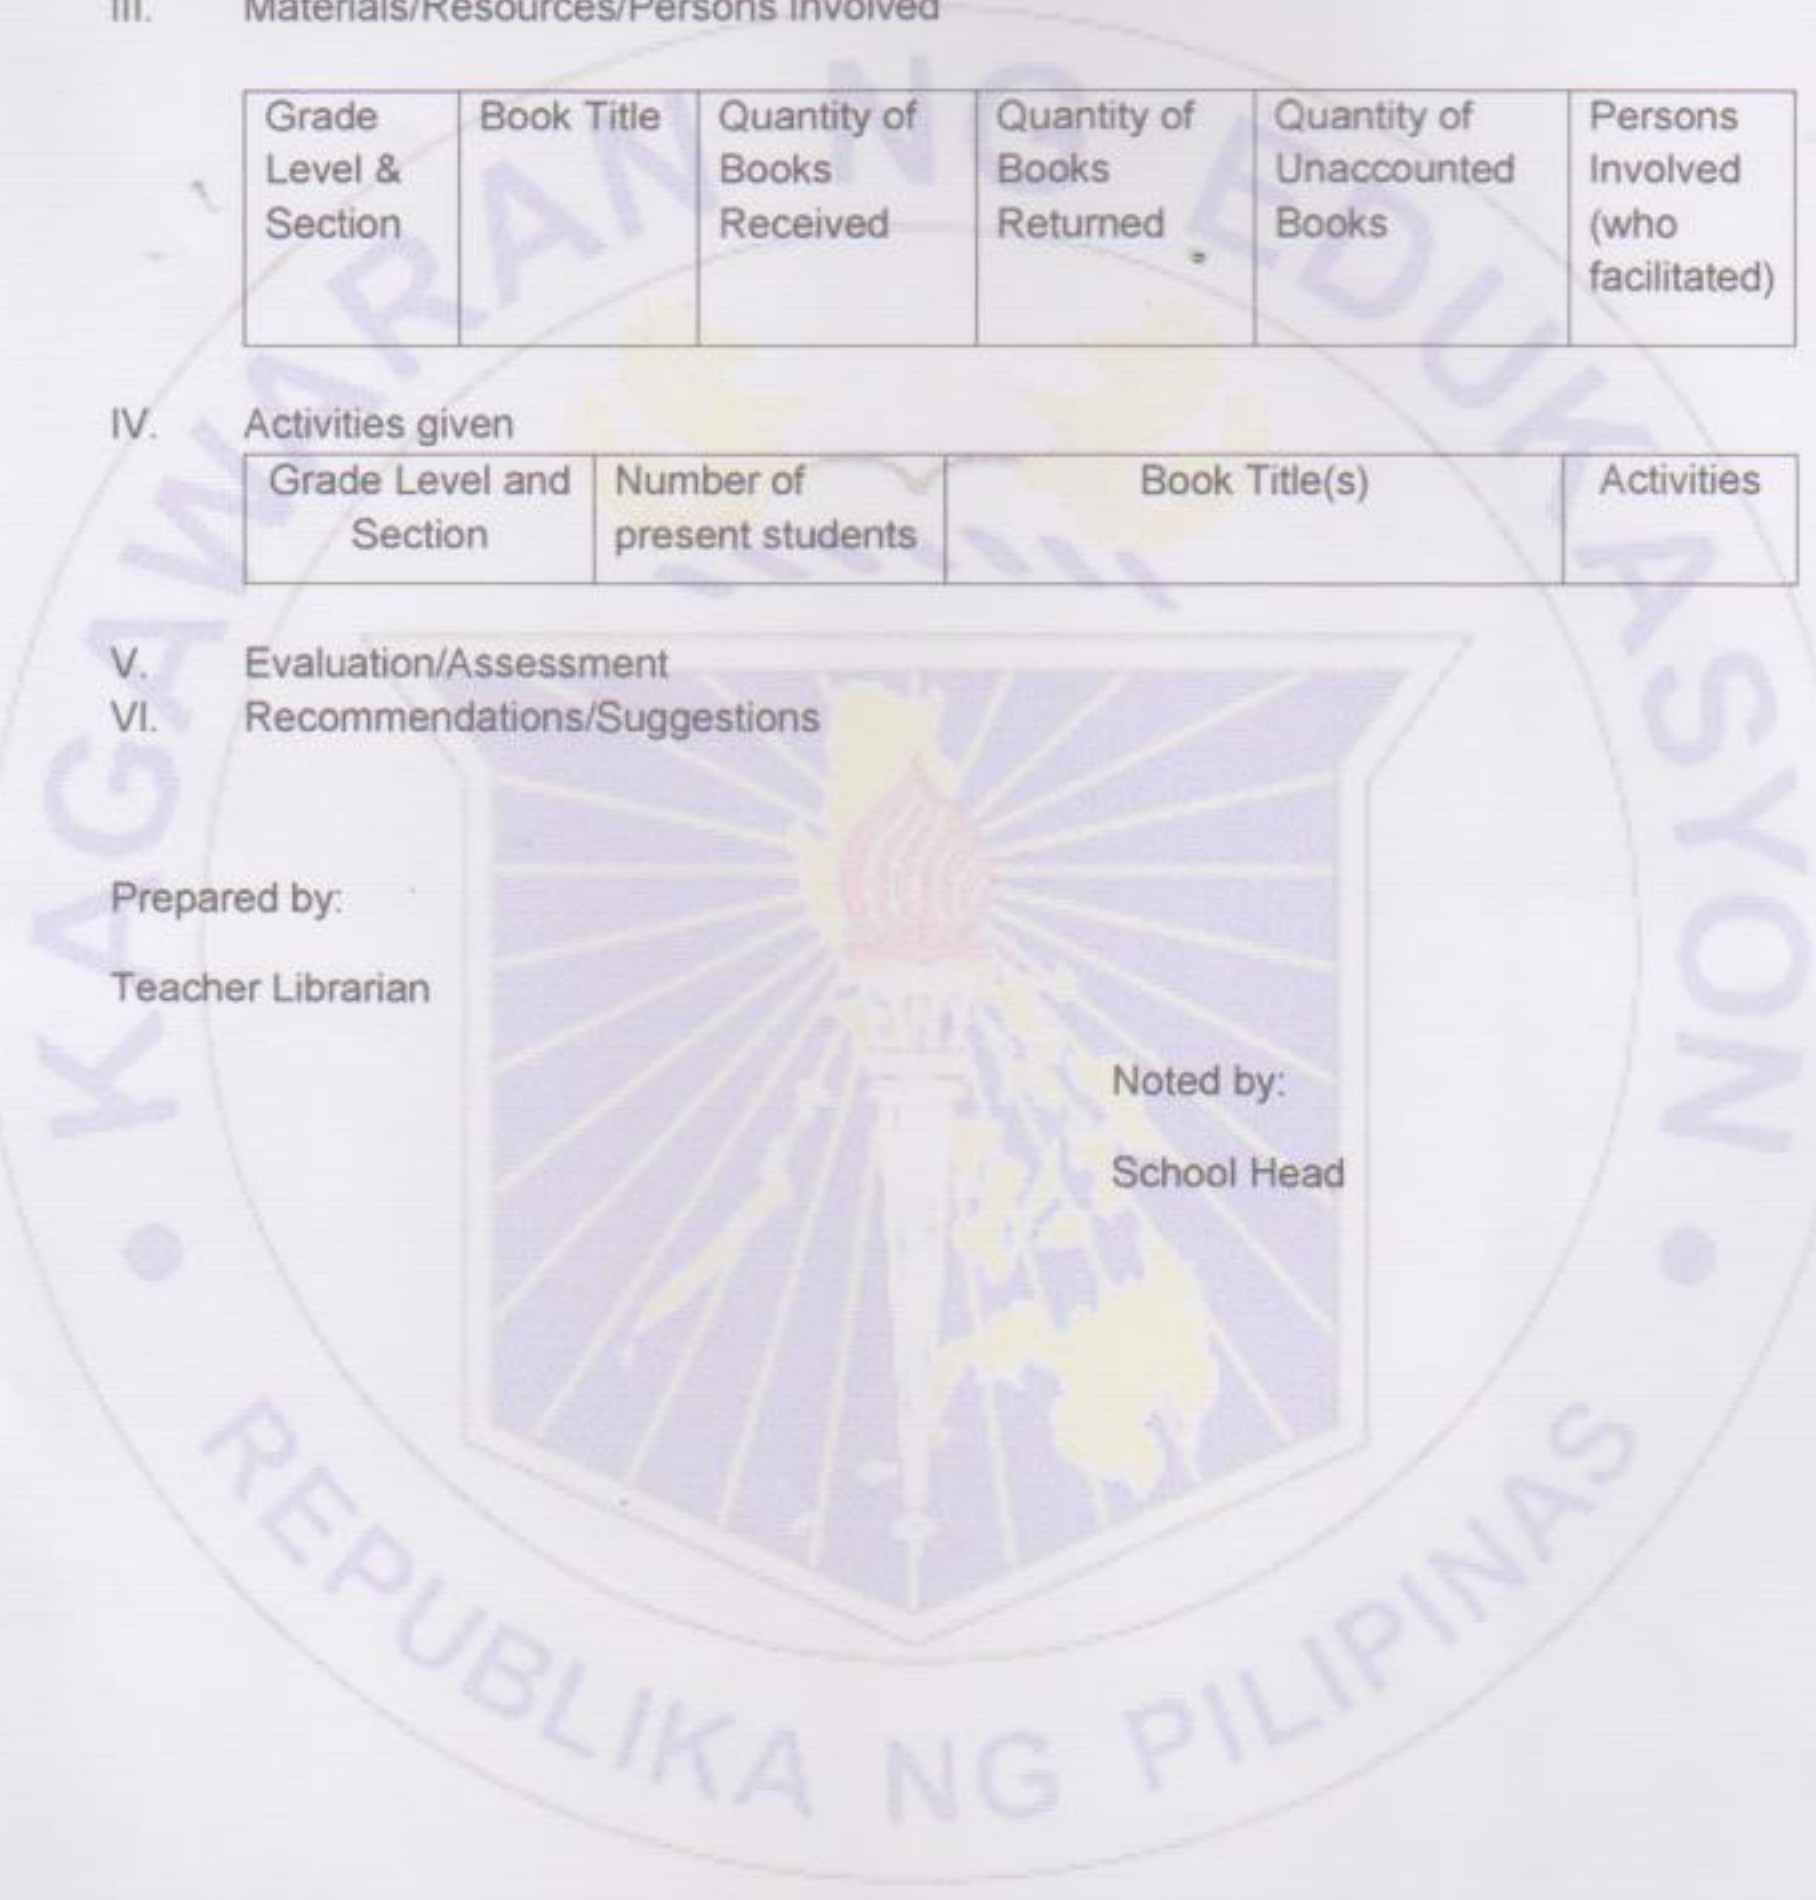 III. Materials/Resources/Persons Involved
Grade Level & Section | Book Title | Quantity of Books Received | Quantity of Books Returned | Quantity of Unaccounted Books | Persons Involved (who facilitated)
IV. Activities given
Grade Level and Section | Number of present students | Book Title(s) | Activities
V. Evaluation/Assessment
VI. Recommendations/Suggestions
Prepared by:
Teacher Librarian
Noted by:
School Head
KAGAWARAN NG EDUKASYON
REPUBLIKA NG PILIPINAS